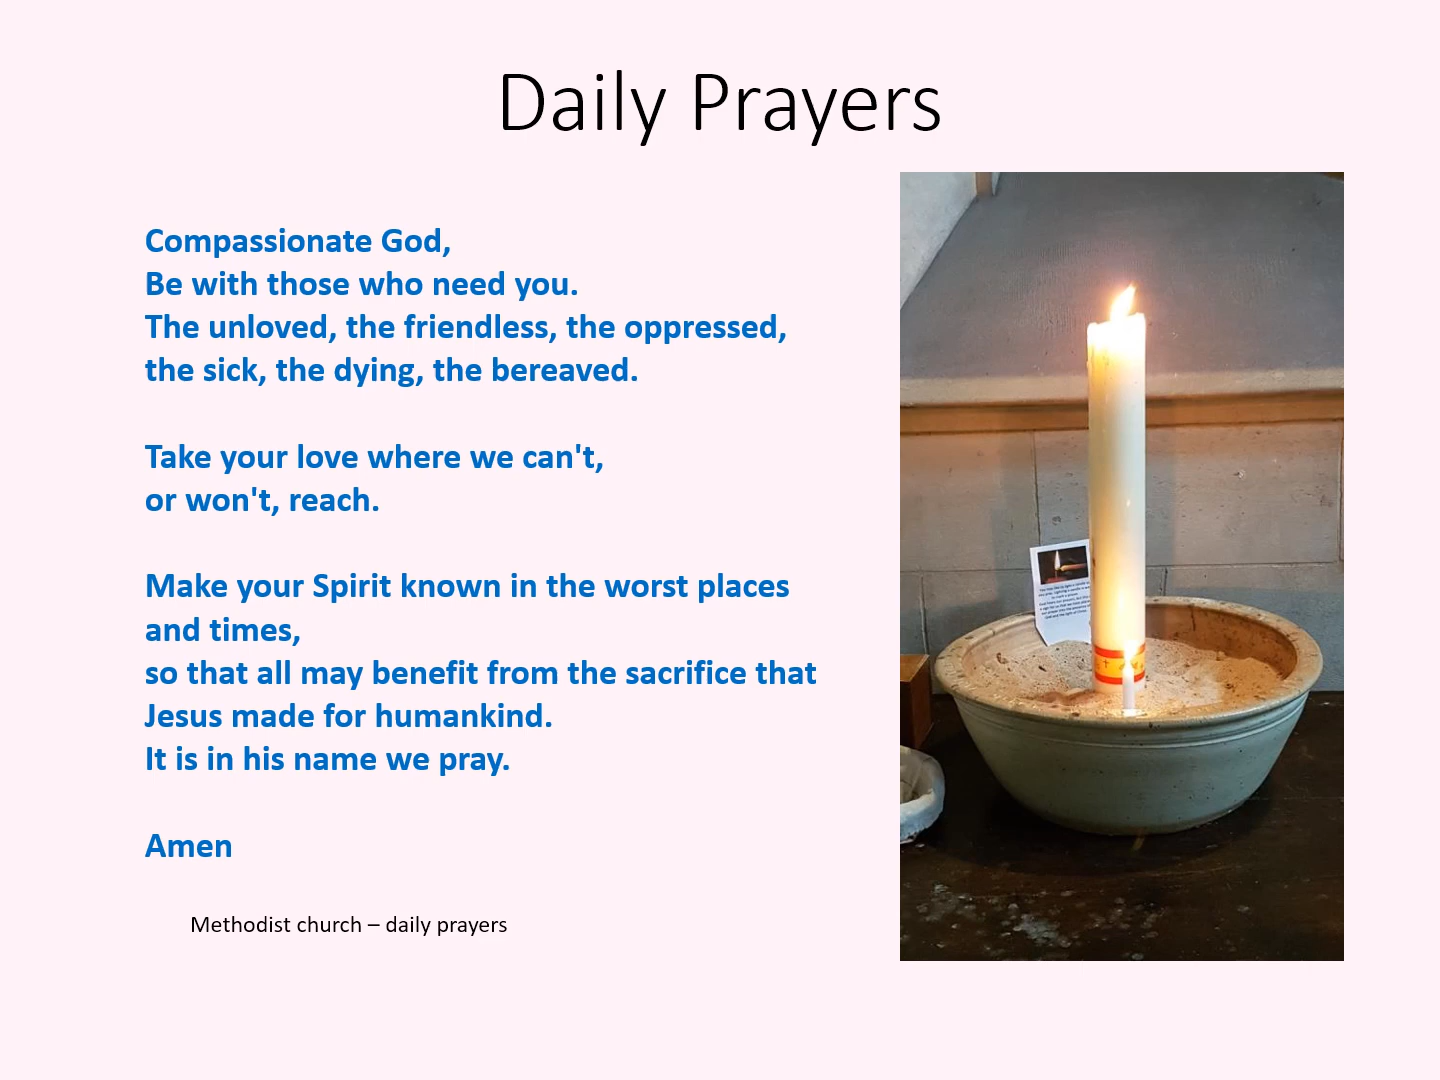 Daily Prayers
Compassionate God,
Be with those who need you.
The unloved, the friendless, the oppressed,
the sick, the dying, the bereaved.
Take your love where we can't,
or won't, reach.
Make your Spirit known in the worst places
and times,
so that all may benefit from the sacrifice that
Jesus made for humankind.
It is in his name we pray.
Amen
Methodist church – daily prayers